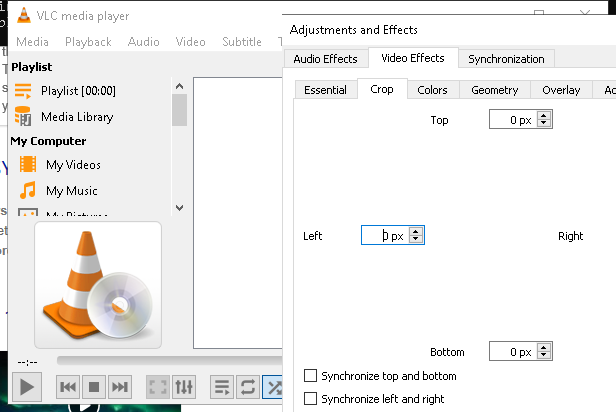 VLC media player
Media Playback Audio Video Subtitle
Playlist
Playlist [00:00]
Media Library
My Computer
My Videos
My Music
My Pictures
--:--
Adjustments and Effects
Audio Effects Video Effects Synchronization
Essential Crop Colors Geometry Overlay
Top 0 px
Left 0 px Right
Bottom 0 px
Synchronize top and bottom
Synchronize left and right